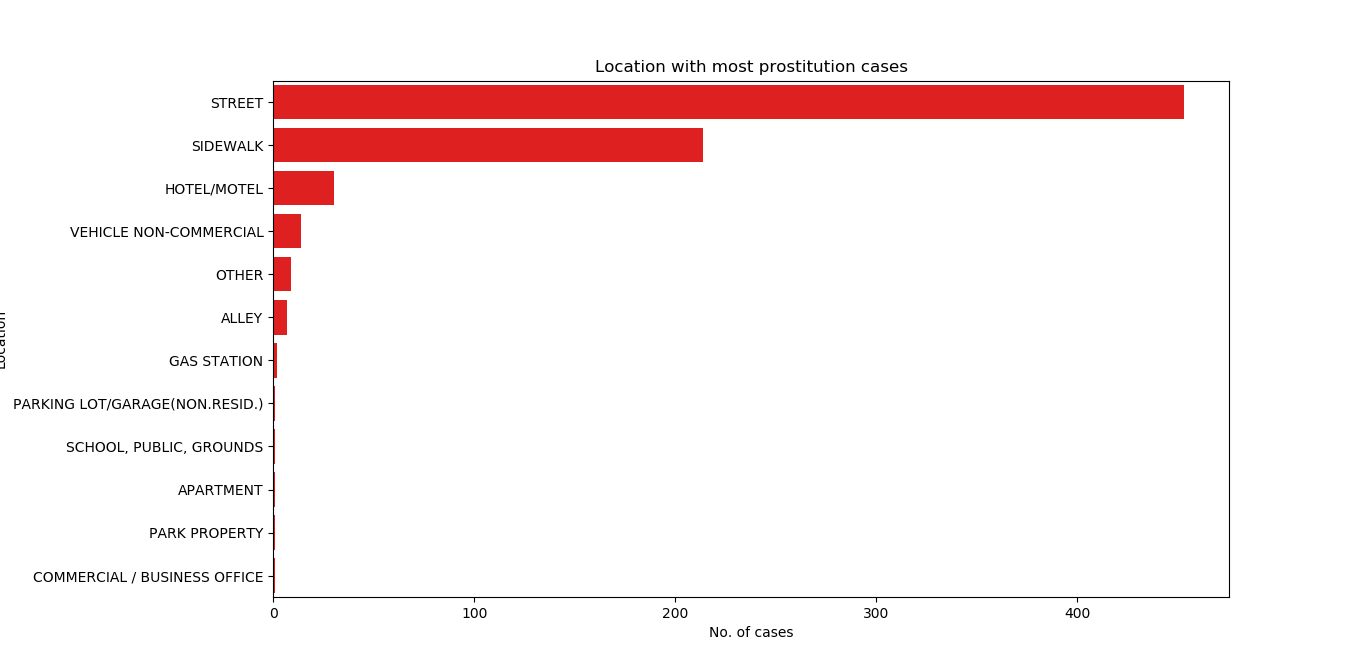 Location with most prostitution cases
STREET
SIDEWALK
HOTEL/MOTEL
VEHICLE NON-COMMERCIAL
OTHER
ALLEY
GAS STATION
PARKING LOT/GARAGE(NON.RESID.)
SCHOOL, PUBLIC, GROUNDS
APARTMENT
PARK PROPERTY
COMMERCIAL / BUSINESS OFFICE
Location
0 100 200 300 400
No. of cases